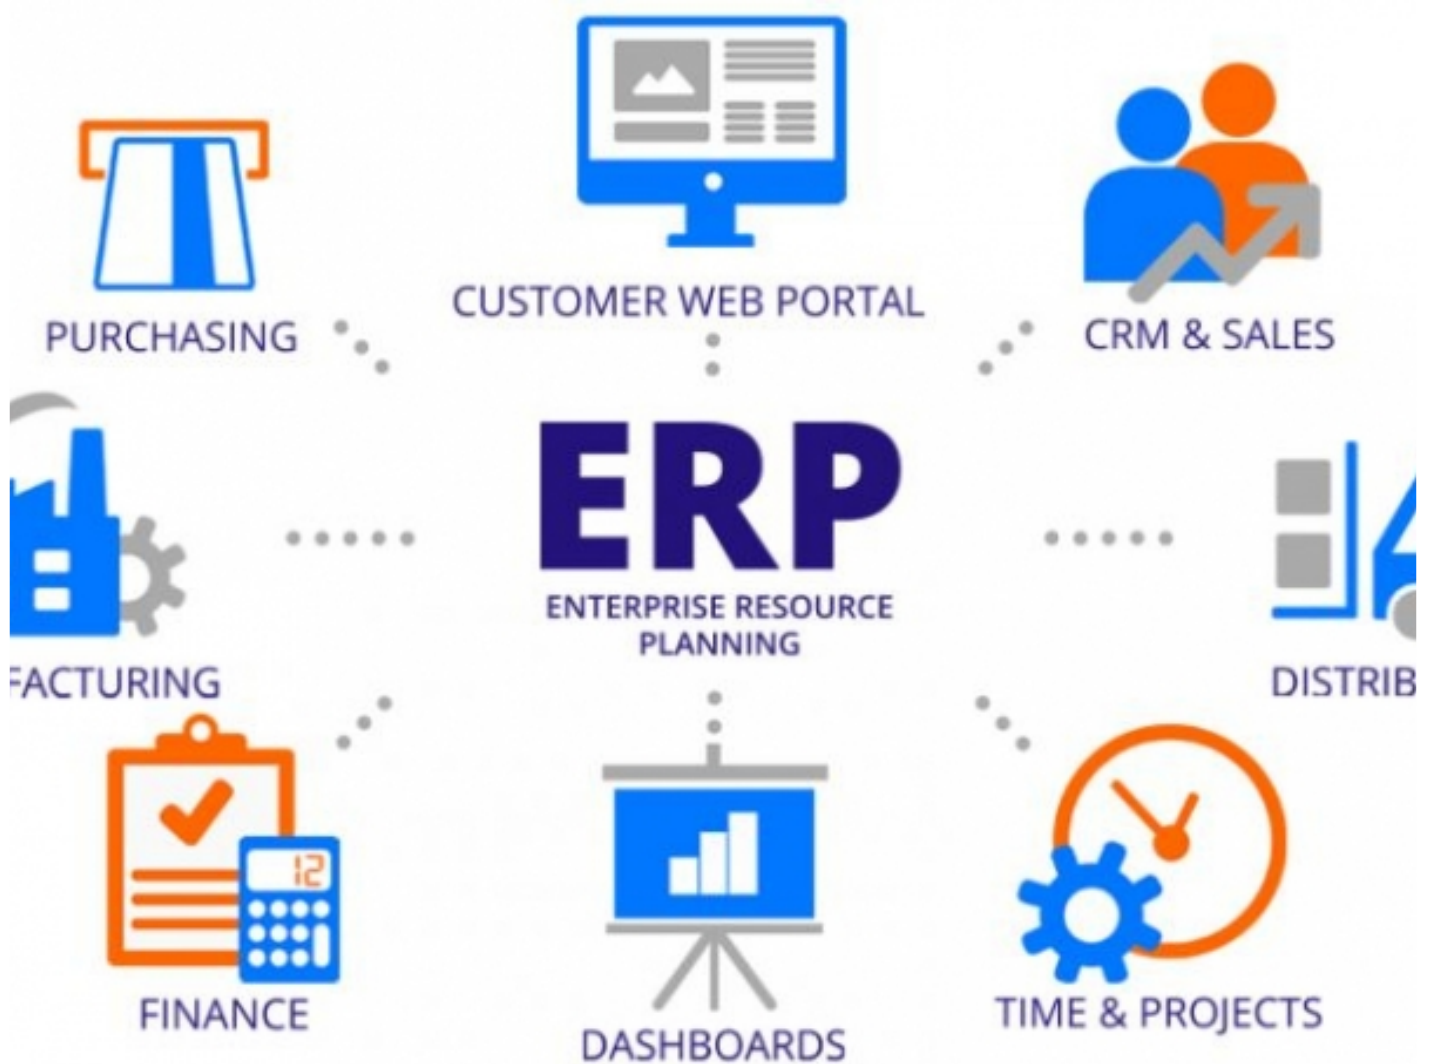 CUSTOMER WEB PORTAL
PURCHASING
CRM & SALES
ERP
ENTERPRISE RESOURCE
PLANNING
FACTURING
DISTRIB
12
FINANCE
DASHBOARDS
TIME & PROJECTS